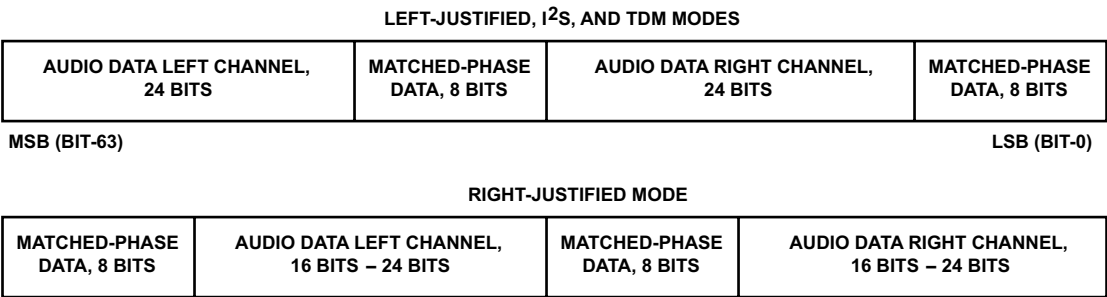 LEFT-JUSTIFIED, I2S, AND TDM MODES
AUDIO DATA LEFT CHANNEL,
24 BITS
MATCHED-PHASE
DATA, 8 BITS
AUDIO DATA RIGHT CHANNEL,
24 BITS
MATCHED-PHASE
DATA, 8 BITS
MSB (BIT-63)
LSB (BIT-0)
RIGHT-JUSTIFIED MODE
MATCHED-PHASE
DATA, 8 BITS
AUDIO DATA LEFT CHANNEL,
16 BITS – 24 BITS
MATCHED-PHASE
DATA, 8 BITS
AUDIO DATA RIGHT CHANNEL,
16 BITS – 24 BITS